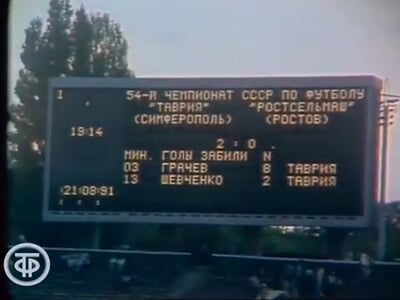 1
54-Й ЧЕМПИОНАТ СССР ПО ФУТБОЛУ
"ТАВРИЯ" "РОСТСЕЛЬМАШ"
(СИМФЕРОПОЛЬ) (РОСТОВ)
19:14
2:0.
МИН. ГОЛЫ ЗАБИЛИ N
03 ГРАЧЕВ 8 ТАВРИЯ
13 ШЕВЧЕНКО 2 ТАВРИЯ
21:08:91
ТВ